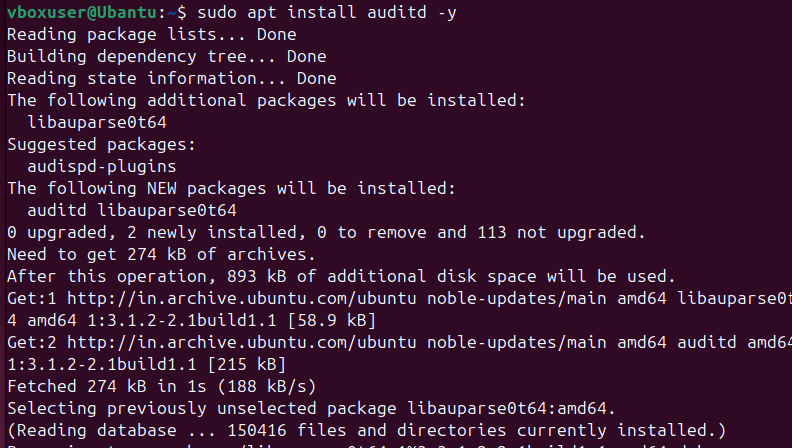 vboxuser@Ubuntu:~$ sudo apt install auditd -y
Reading package lists... Done
Building dependency tree... Done
Reading state information... Done
The following additional packages will be installed:
  libauparse0t64
Suggested packages:
  audispd-plugins
The following NEW packages will be installed:
  auditd libauparse0t64
0 upgraded, 2 newly installed, 0 to remove and 113 not upgraded.
Need to get 274 kB of archives.
After this operation, 893 kB of additional disk space will be used.
Get:1 http://in.archive.ubuntu.com/ubuntu noble-updates/main amd64 libauparse0t
4 amd64 1:3.1.2-2.1build1.1 [58.9 kB]
Get:2 http://in.archive.ubuntu.com/ubuntu noble-updates/main amd64 auditd amd64
1:3.1.2-2.1build1.1 [215 kB]
Fetched 274 kB in 1s (188 kB/s)
Selecting previously unselected package libauparse0t64:amd64.
(Reading database ... 150416 files and directories currently installed.)